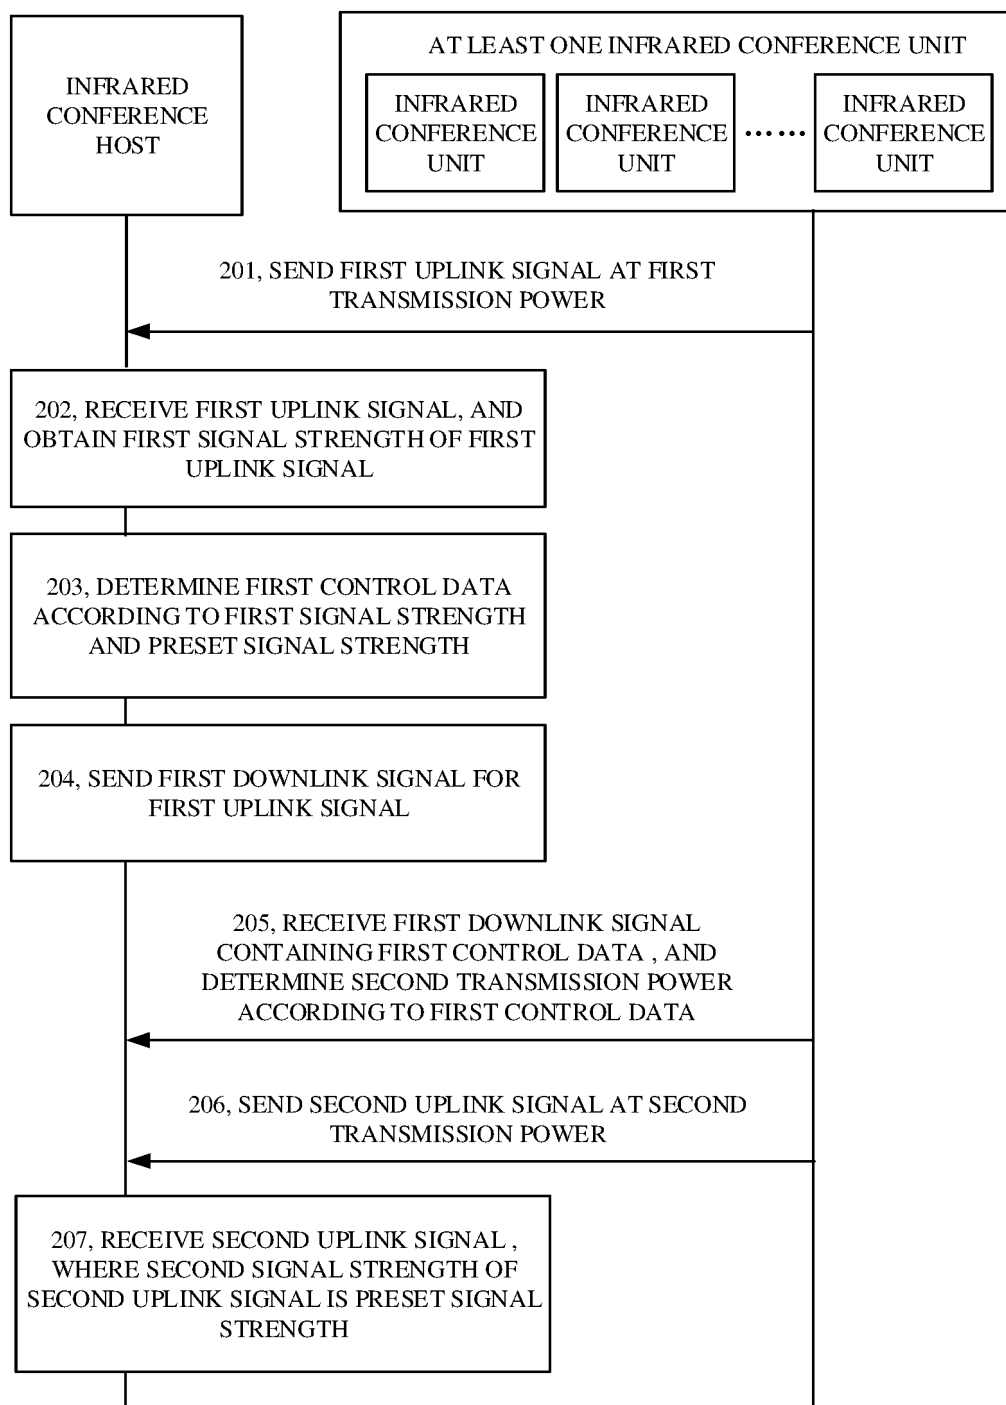 INFRARED
CONFERENCE
HOST
AT LEAST ONE INFRARED CONFERENCE UNIT
INFRARED
CONFERENCE
UNIT
INFRARED
CONFERENCE
UNIT
……
INFRARED
CONFERENCE
UNIT
201, SEND FIRST UPLINK SIGNAL AT FIRST
TRANSMISSION POWER
202, RECEIVE FIRST UPLINK SIGNAL, AND
OBTAIN FIRST SIGNAL STRENGTH OF FIRST
UPLINK SIGNAL
203, DETERMINE FIRST CONTROL DATA
ACCORDING TO FIRST SIGNAL STRENGTH
AND PRESET SIGNAL STRENGTH
204, SEND FIRST DOWNLINK SIGNAL FOR
FIRST UPLINK SIGNAL
205, RECEIVE FIRST DOWNLINK SIGNAL
CONTAINING FIRST CONTROL DATA , AND
DETERMINE SECOND TRANSMISSION POWER
ACCORDING TO FIRST CONTROL DATA
206, SEND SECOND UPLINK SIGNAL AT SECOND
TRANSMISSION POWER
207, RECEIVE SECOND UPLINK SIGNAL ,
WHERE SECOND SIGNAL STRENGTH OF
SECOND UPLINK SIGNAL IS PRESET SIGNAL
STRENGTH